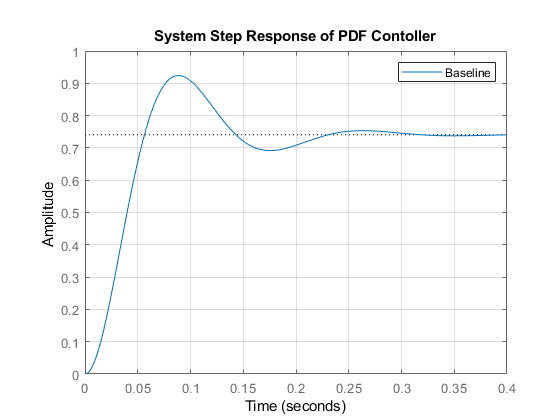 System Step Response of PDF Contoller
Baseline
1
0.9
0.8
0.7
0.6
0.5
0.4
0.3
0.2
0.1
0
Amplitude
0 0.05 0.1 0.15 0.2 0.25 0.3 0.35 0.4
Time (seconds)